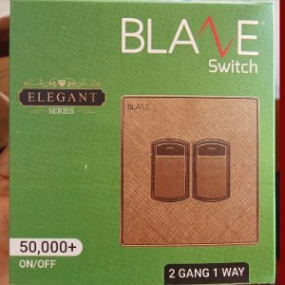 BLAZE
Switch
ELEGANT
SERIES
BLAZE
50,000+
ON/OFF
2 GANG 1 WAY